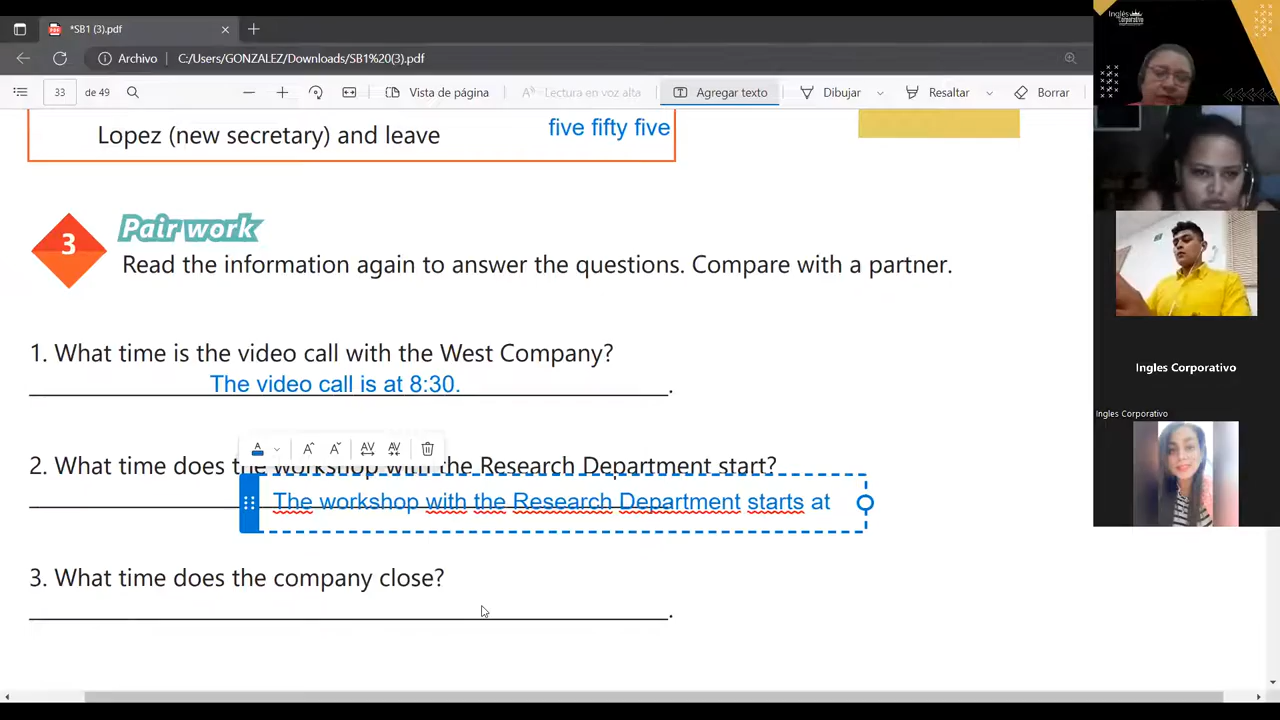 *SB1 (3).pdf
Archivo
C:/Users/GONZALEZ/Downloads/SB1%20(3).pdf
33
de 49
Vista de página
Lectura en voz alta
Agregar texto
Dibujar
Resaltar
Borrar
Lopez (new secretary) and leave
five fifty five
3
Pair work
Read the information again to answer the questions. Compare with a partner.
1. What time is the video call with the West Company?
The video call is at 8:30.
2. What time does the workshop with the Research Department start?
The workshop with the Research Department starts at
3. What time does the company close?
Inglés
Corporativo
Ingles Corporativo
Ingles Corporativo